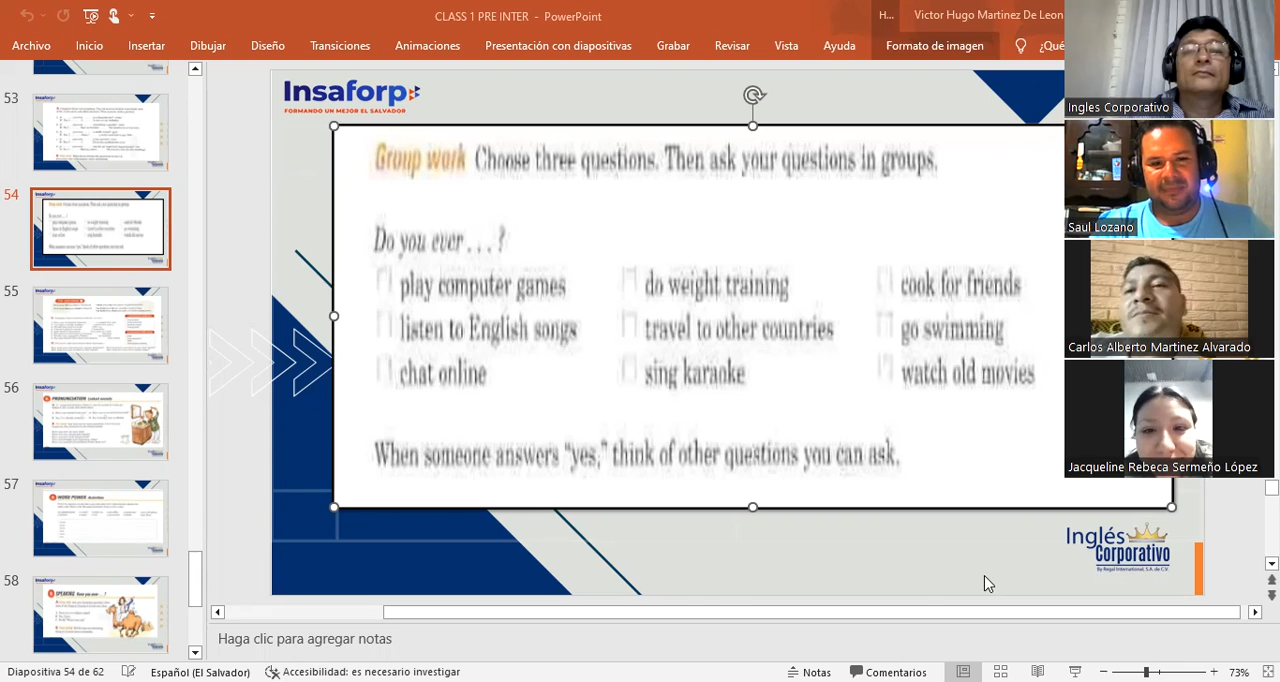 CLASS 1 PRE INTER - PowerPoint
H...
Victor Hugo Martinez De Leon
Archivo Inicio Insertar Dibujar Diseño Transiciones Animaciones Presentación con diapositivas Grabar Revisar Vista Ayuda Formato de imagen ¿Qué
53
54
55
56
57
58
Insaforp
FORMANDO UN MEJOR EL SALVADOR
Group work Choose three questions. Then ask your questions in groups.
Do you ever . . . ?
play computer games do weight training cook for friends
listen to English songs travel to other countries go swimming
chat online sing karaoke watch old movies
When someone answers “yes,” think of other questions you can ask.
Inglés
Corporativo
By Regal International, S.A. de C.V.
Ingles Corporativo
Saul Lozano
Carlos Alberto Martinez Alvarado
Jacqueline Rebeca Sermeño López
Haga clic para agregar notas
Diapositiva 54 de 62 Español (El Salvador) Accesibilidad: es necesario investigar Notas Comentarios 73%